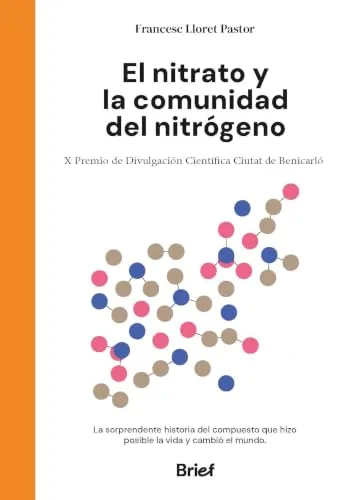 Francesc Lloret Pastor
El nitrato y
la comunidad
del nitrógeno
X Premio de Divulgación Científica Ciutat de Benicarló
La sorprendente historia del compuesto que hizo
posible la vida y cambió el mundo.
Brief